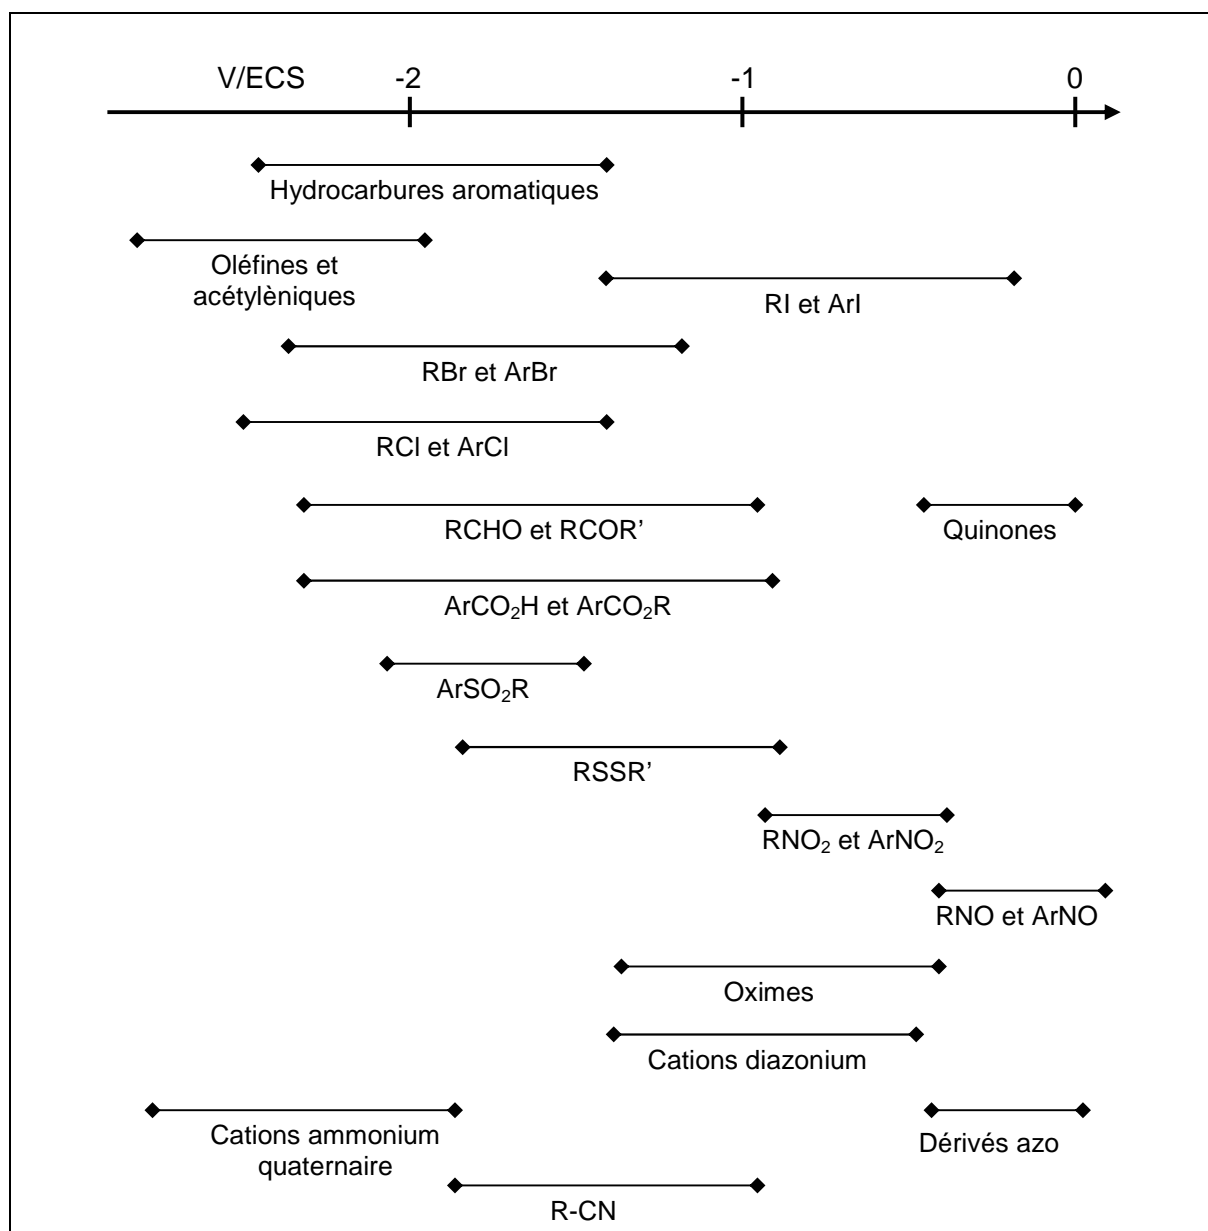 V/ECS -2 -1 0
Hydrocarbures aromatiques
Oléfines et
acétylèniques
RI et ArI
RBr et ArBr
RCl et ArCl
RCHO et RCOR’
Quinones
ArCO₂H et ArCO₂R
ArSO₂R
RSSR’
RNO₂ et ArNO₂
RNO et ArNO
Oximes
Cations diazonium
Cations ammonium
quaternaire
Dérivés azo
R-CN